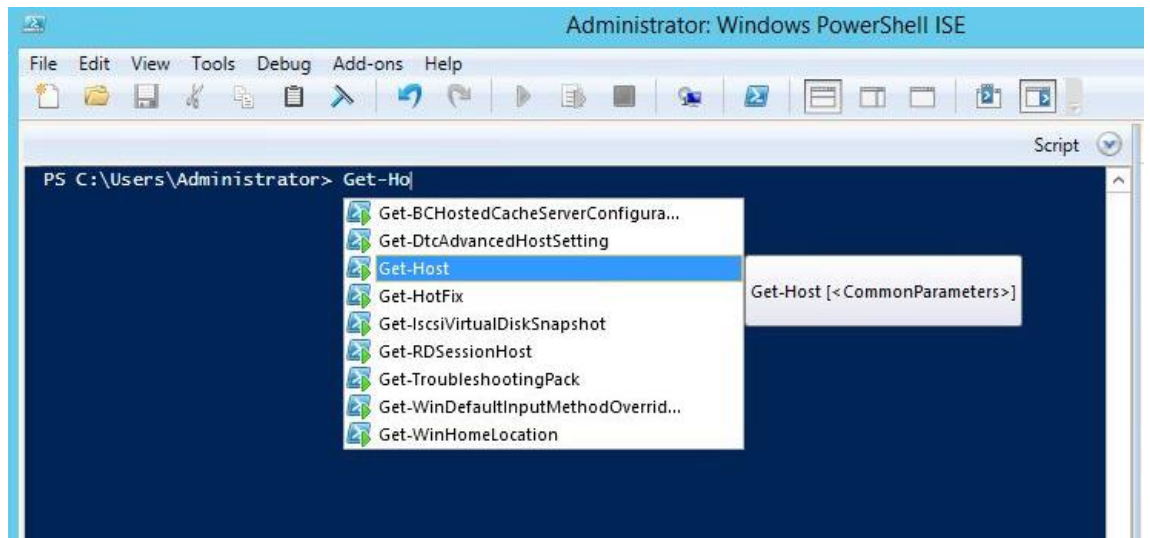 Administrator: Windows PowerShell ISE
File Edit View Tools Debug Add-ons Help
Script
PS C:\Users\Administrator> Get-Ho
Get-BCHostedCacheServerConfigura...
Get-DtcAdvancedHostSetting
Get-Host
Get-Host [<CommonParameters>]
Get-HotFix
Get-IscsiVirtualDiskSnapshot
Get-RDSessionHost
Get-TroubleshootingPack
Get-WinDefaultInputMethodOverrid...
Get-WinHomeLocation